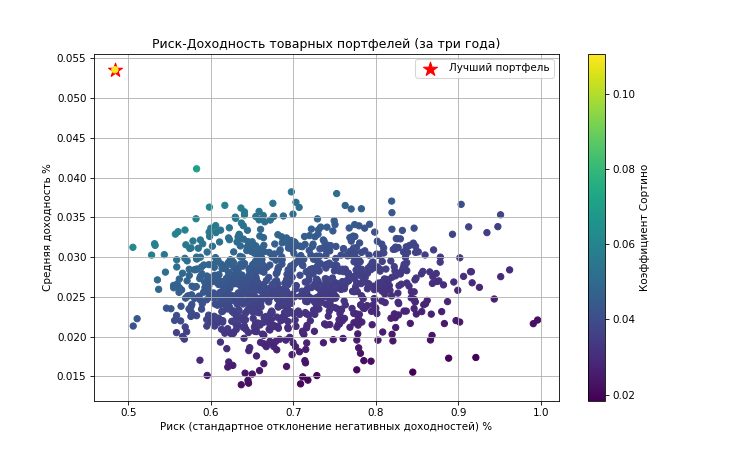 Риск-Доходность товарных портфелей (за три года)
Лучший портфель
0.055
0.050
0.045
0.040
0.035
0.030
0.025
0.020
0.015
Средняя доходность %
0.5 0.6 0.7 0.8 0.9 1.0
Риск (стандартное отклонение негативных доходностей) %
0.10
0.08
0.06
0.04
0.02
Коэффициент Сортино